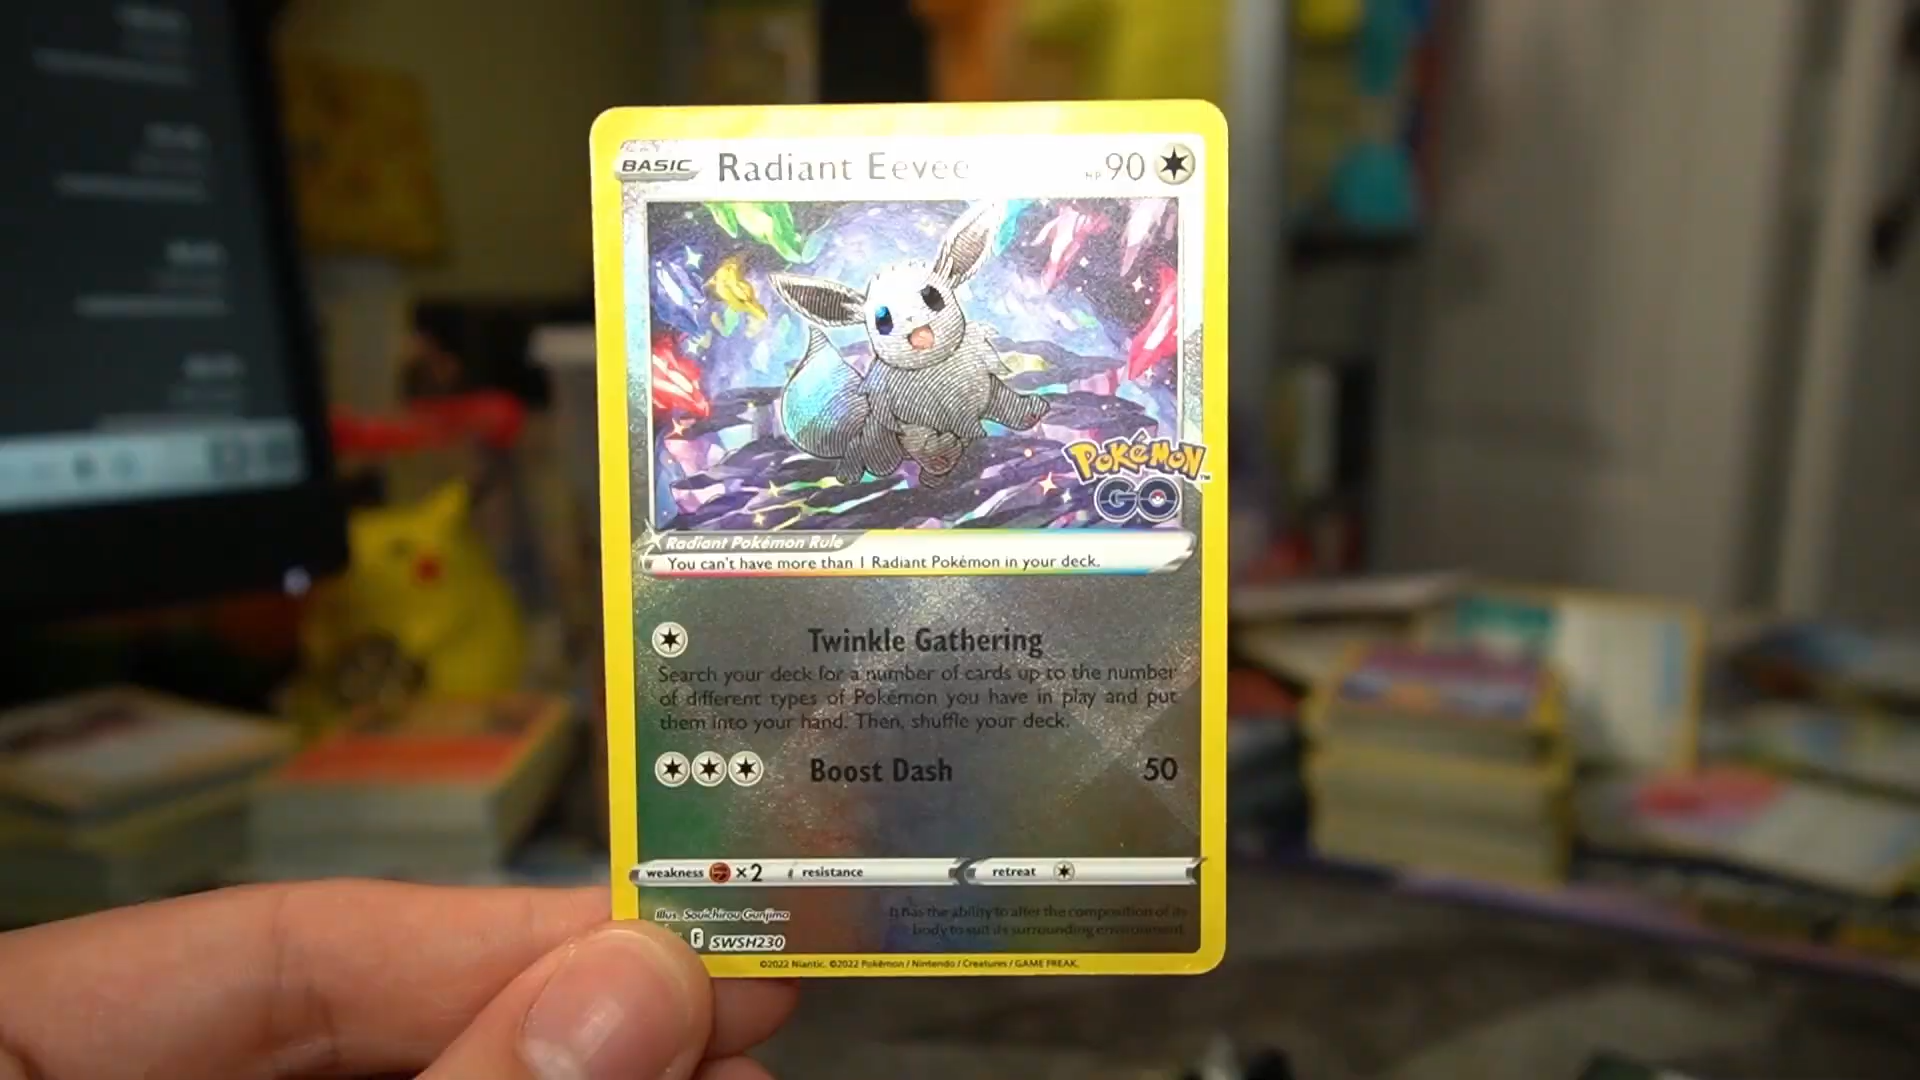 BASIC Radiant Eevee HP 90
POKÉMON™
GO
Radiant Pokémon Rule
You can't have more than 1 Radiant Pokémon in your deck.
Twinkle Gathering
Search your deck for a number of cards up to the number
of different types of Pokémon you have in play and put
them into your hand. Then, shuffle your deck.
Boost Dash 50
weakness ×2 resistance retreat
Illus. Souichirou Gunjima
It has the ability to alter the composition of its
body to suit its surrounding environment.
F SWSH230
©2022 Niantic. ©2022 Pokémon / Nintendo / Creatures / GAME FREAK.